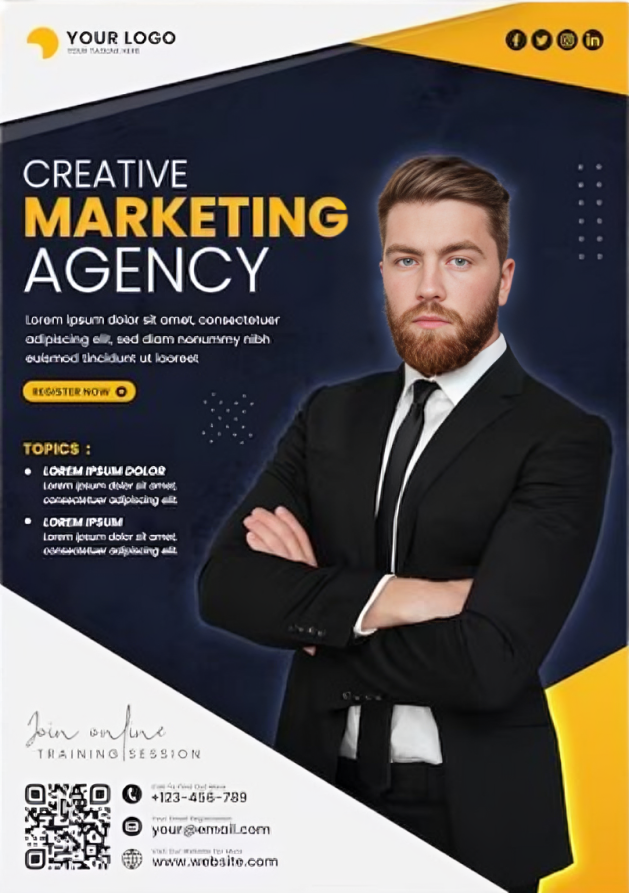 YOUR LOGO
CREATIVE
MARKETING
AGENCY
Lorem ipsum dolor sit amet, consectetuer
adipiscing elit, sed diam nonummy nibh
euismod tincidunt ut laoreet
REGISTER NOW
TOPICS :
LOREM IPSUM DOLOR
Lorem ipsum dolor sit amet,
consectetuer adipiscing elit
LOREM IPSUM
Lorem ipsum dolor sit amet,
consectetuer adipiscing elit
Join online
TRAINING SESSION
+123-456-789
your@email.com
www.website.com